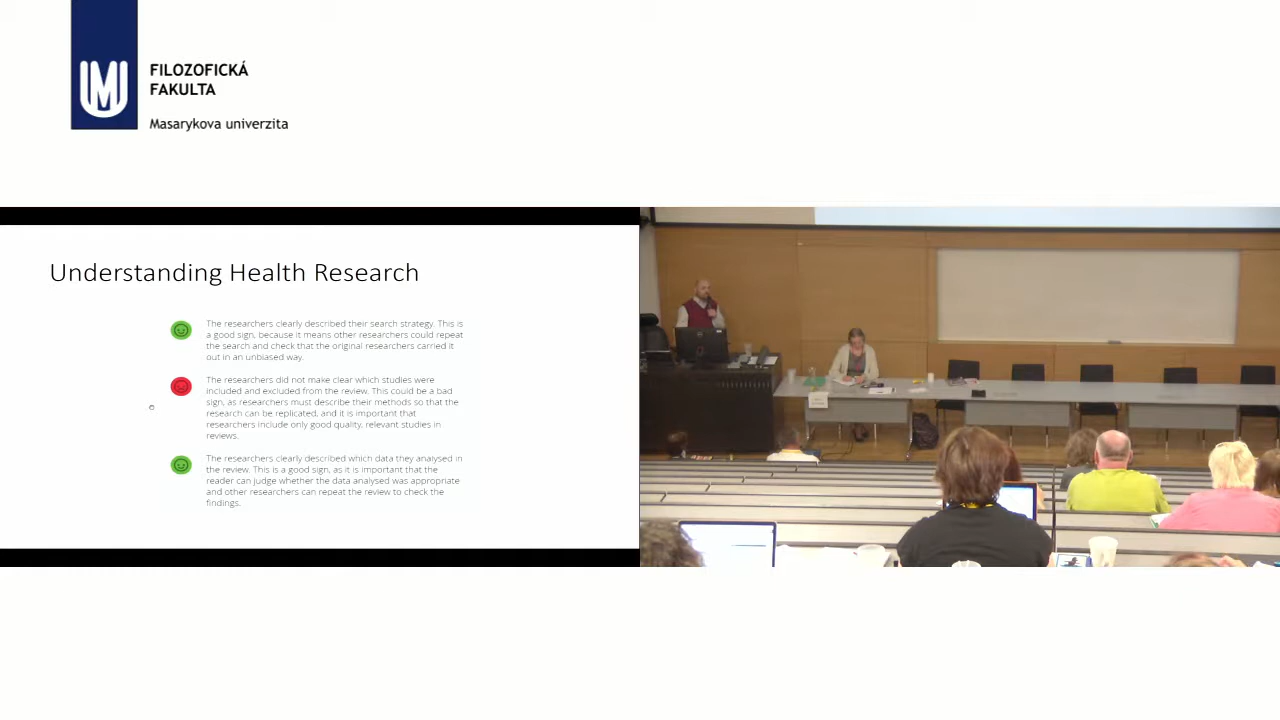 FILOZOFICKÁ
FAKULTA
Masarykova univerzita
Understanding Health Research
The researchers clearly described their search strategy. This is
a good sign, because it means other researchers could repeat
the search and check that the original researchers carried it
out in an unbiased way.
The researchers did not make clear which studies were
included and excluded from the review. This could be a bad
sign, as researchers must describe their methods so that the
research can be replicated, and it is important that
researchers include only good quality, relevant studies in
reviews.
The researchers clearly described which data they analysed in
the review. This is a good sign, as it is important that the
reader can judge whether the data analysed was appropriate
and other researchers can repeat the review to check the
findings.